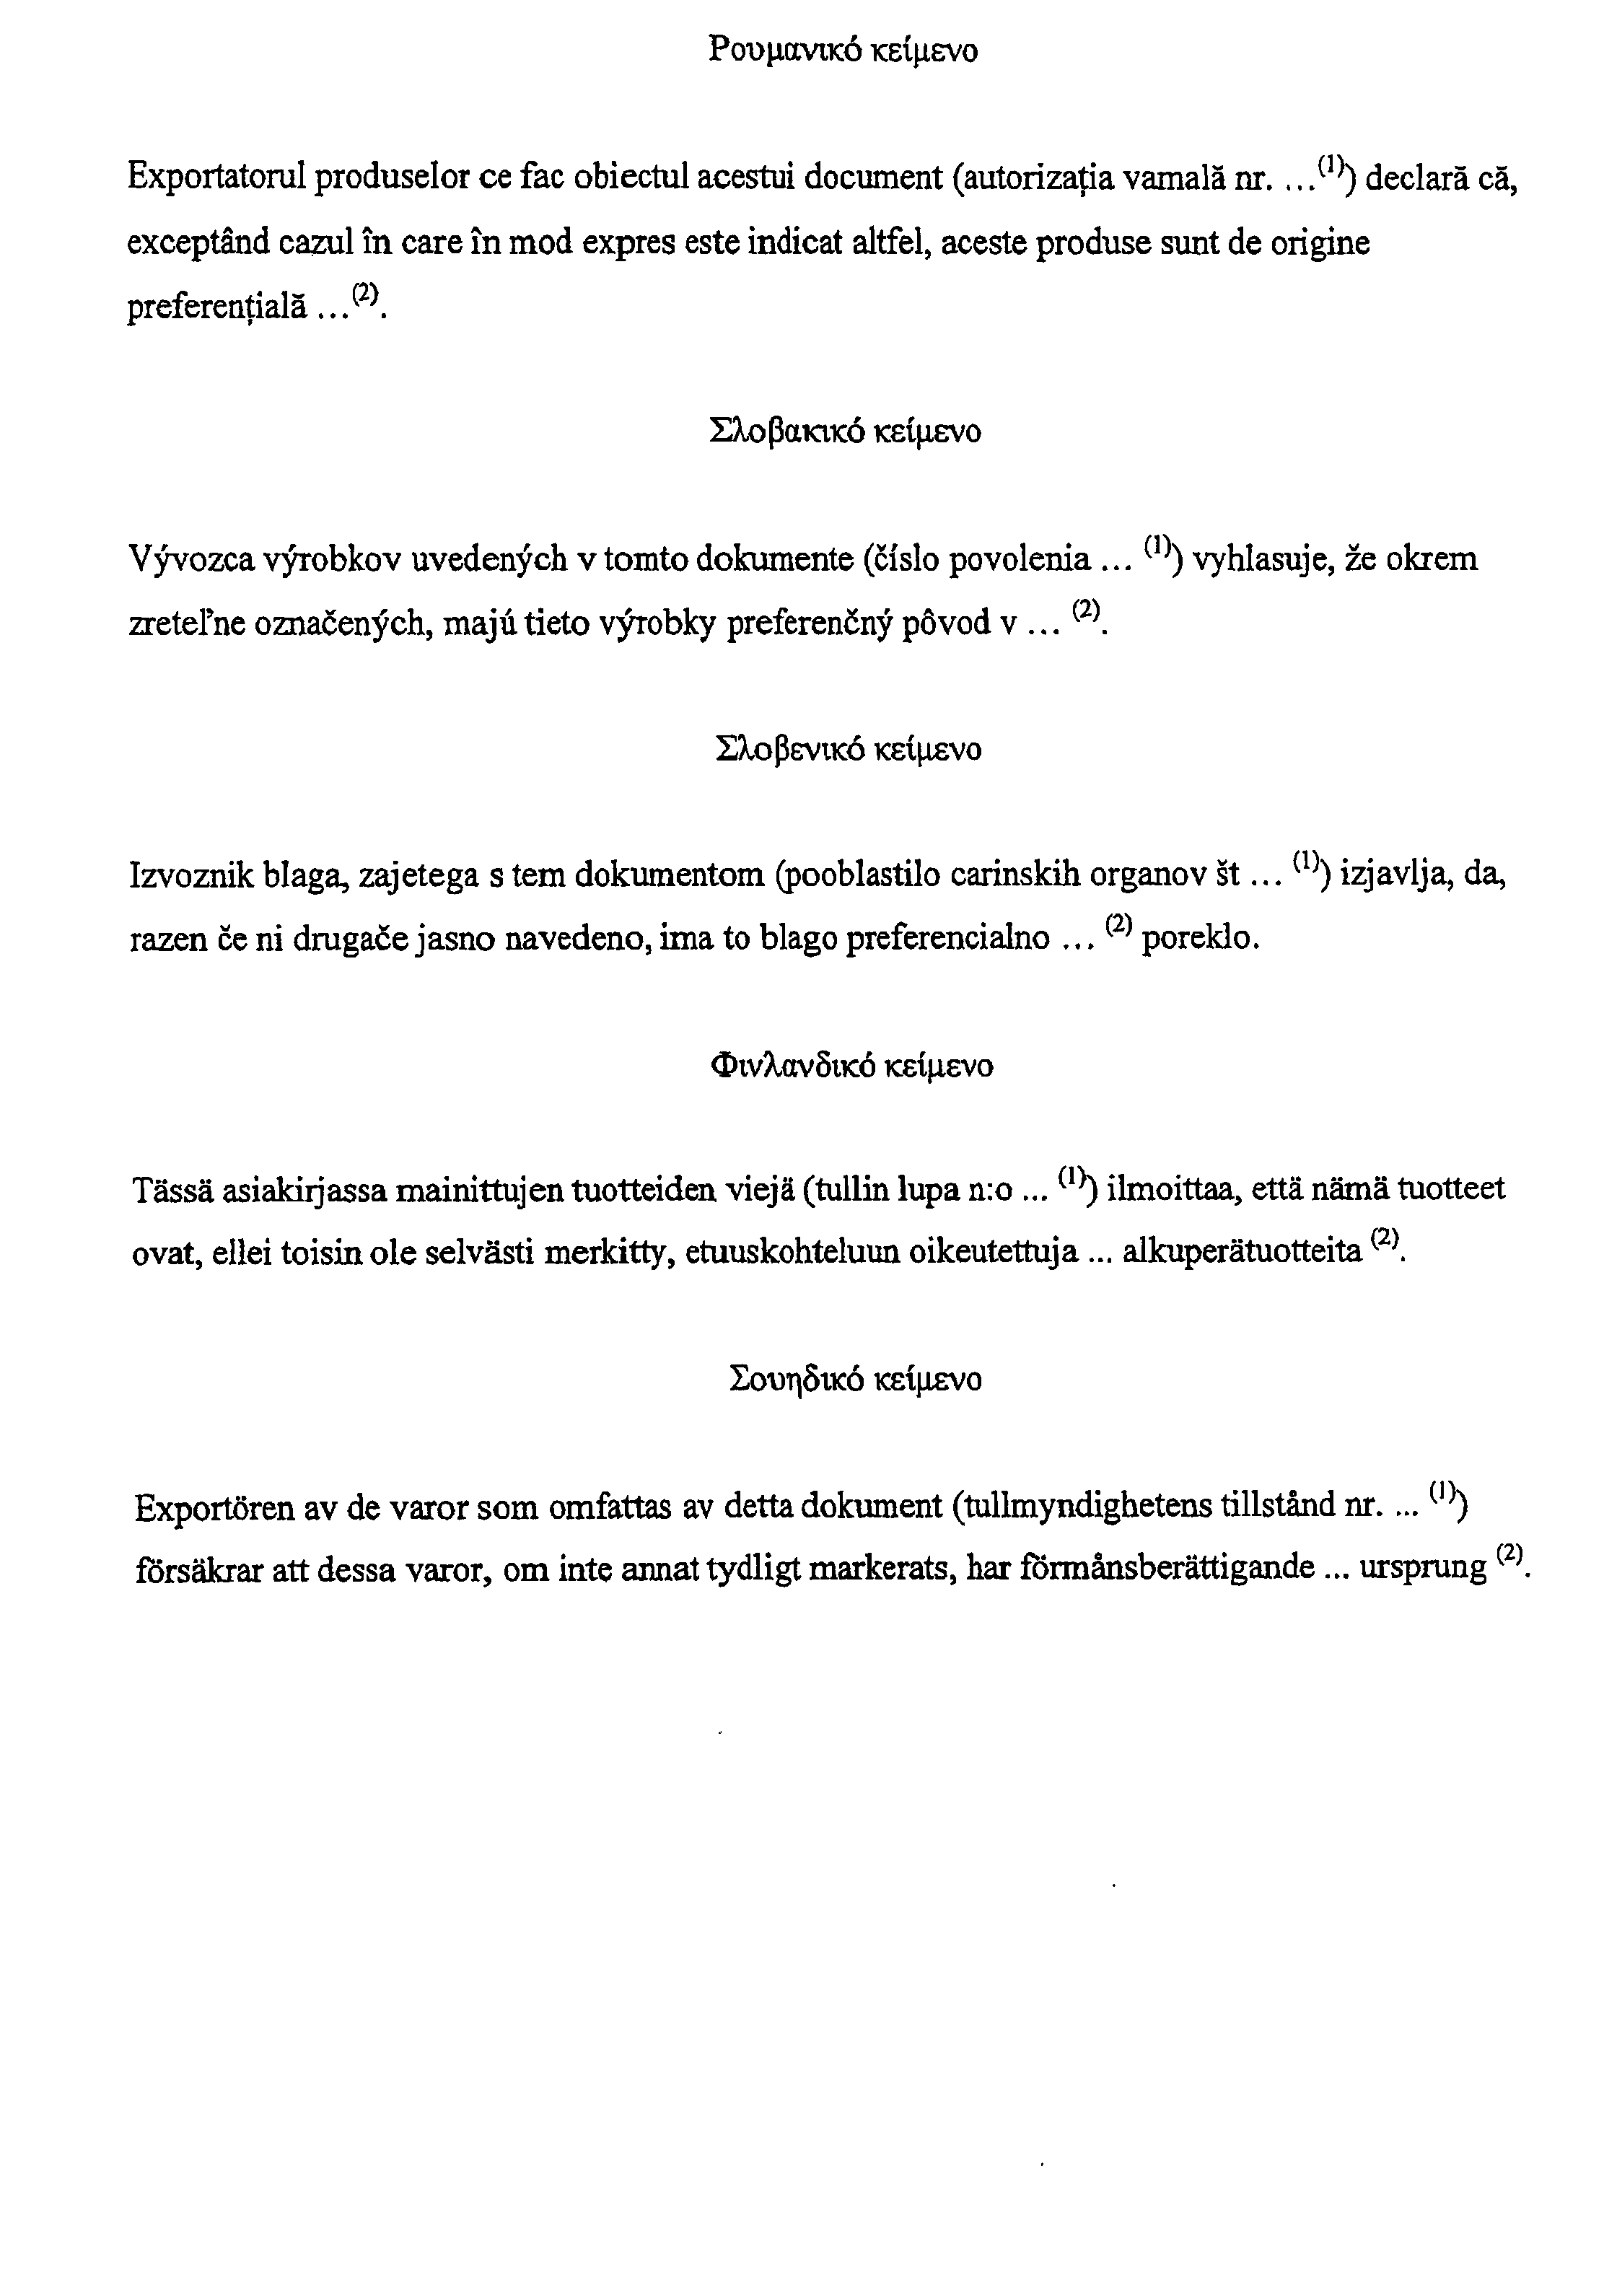 Ρουμανικό κείμενο
Exportatorul produselor ce fac obiectul acestui document (autorizaţia vamală nr. ...(1)) declară că,
exceptând cazul în care în mod expres este indicat altfel, aceste produse sunt de origine
preferenţială ...(2).
Σλοβακικό κείμενο
Vývozca výrobkov uvedených v tomto dokumente (číslo povolenia ... (1)) vyhlasuje, že okrem
zreteľne označených, majú tieto výrobky preferenčný pôvod v ... (2).
Σλοβενικό κείμενο
Izvoznik blaga, zajetega s tem dokumentom (pooblastilo carinskih organov št ... (1)) izjavlja, da,
razen če ni drugače jasno navedeno, ima to blago preferencialno ... (2) poreklo.
Φινλανδικό κείμενο
Tässä asiakirjassa mainittujen tuotteiden viejä (tullin lupa n:o ... (1)) ilmoittaa, että nämä tuotteet
ovat, ellei toisin ole selvästi merkitty, etuuskohteluun oikeutettuja ... alkuperätuotteita (2).
Σουηδικό κείμενο
Exportören av de varor som omfattas av detta dokument (tullmyndighetens tillstånd nr. ... (1))
försäkrar att dessa varor, om inte annat tydligt markerats, har förmånsberättigande ... ursprung (2).